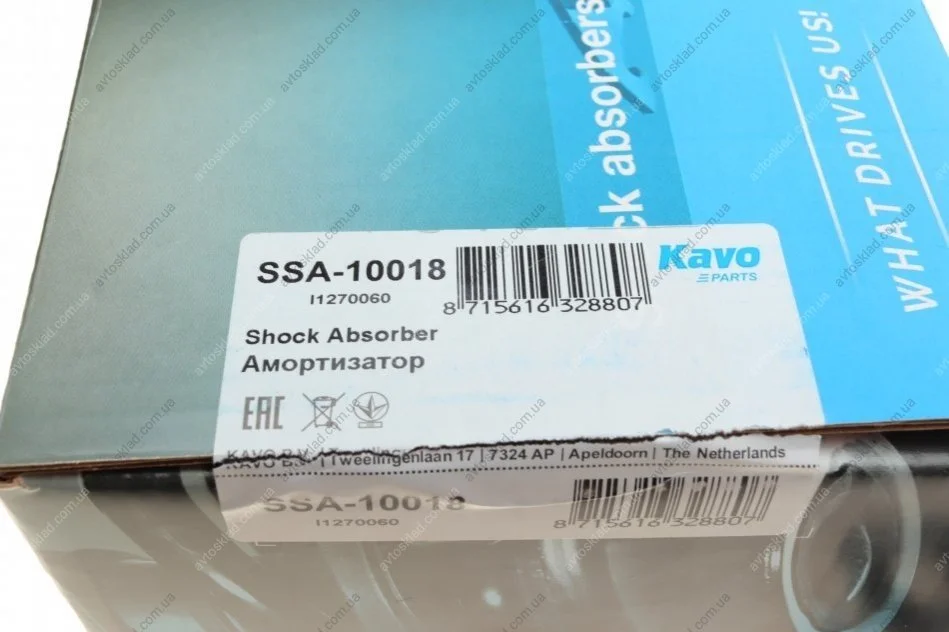 ck absorbers
WHAT DRIVES US!
SSA-10018
I1270060
8 715616 328807
Kavo
PARTS
Shock Absorber
Амортизатор
EAC
KAVO B.V. | Tweelingenlaan 17 | 7324 AP | Apeldoorn | The Netherlands
SSA-10018
I1270060
8 715616 328807
avtosklad.com.ua